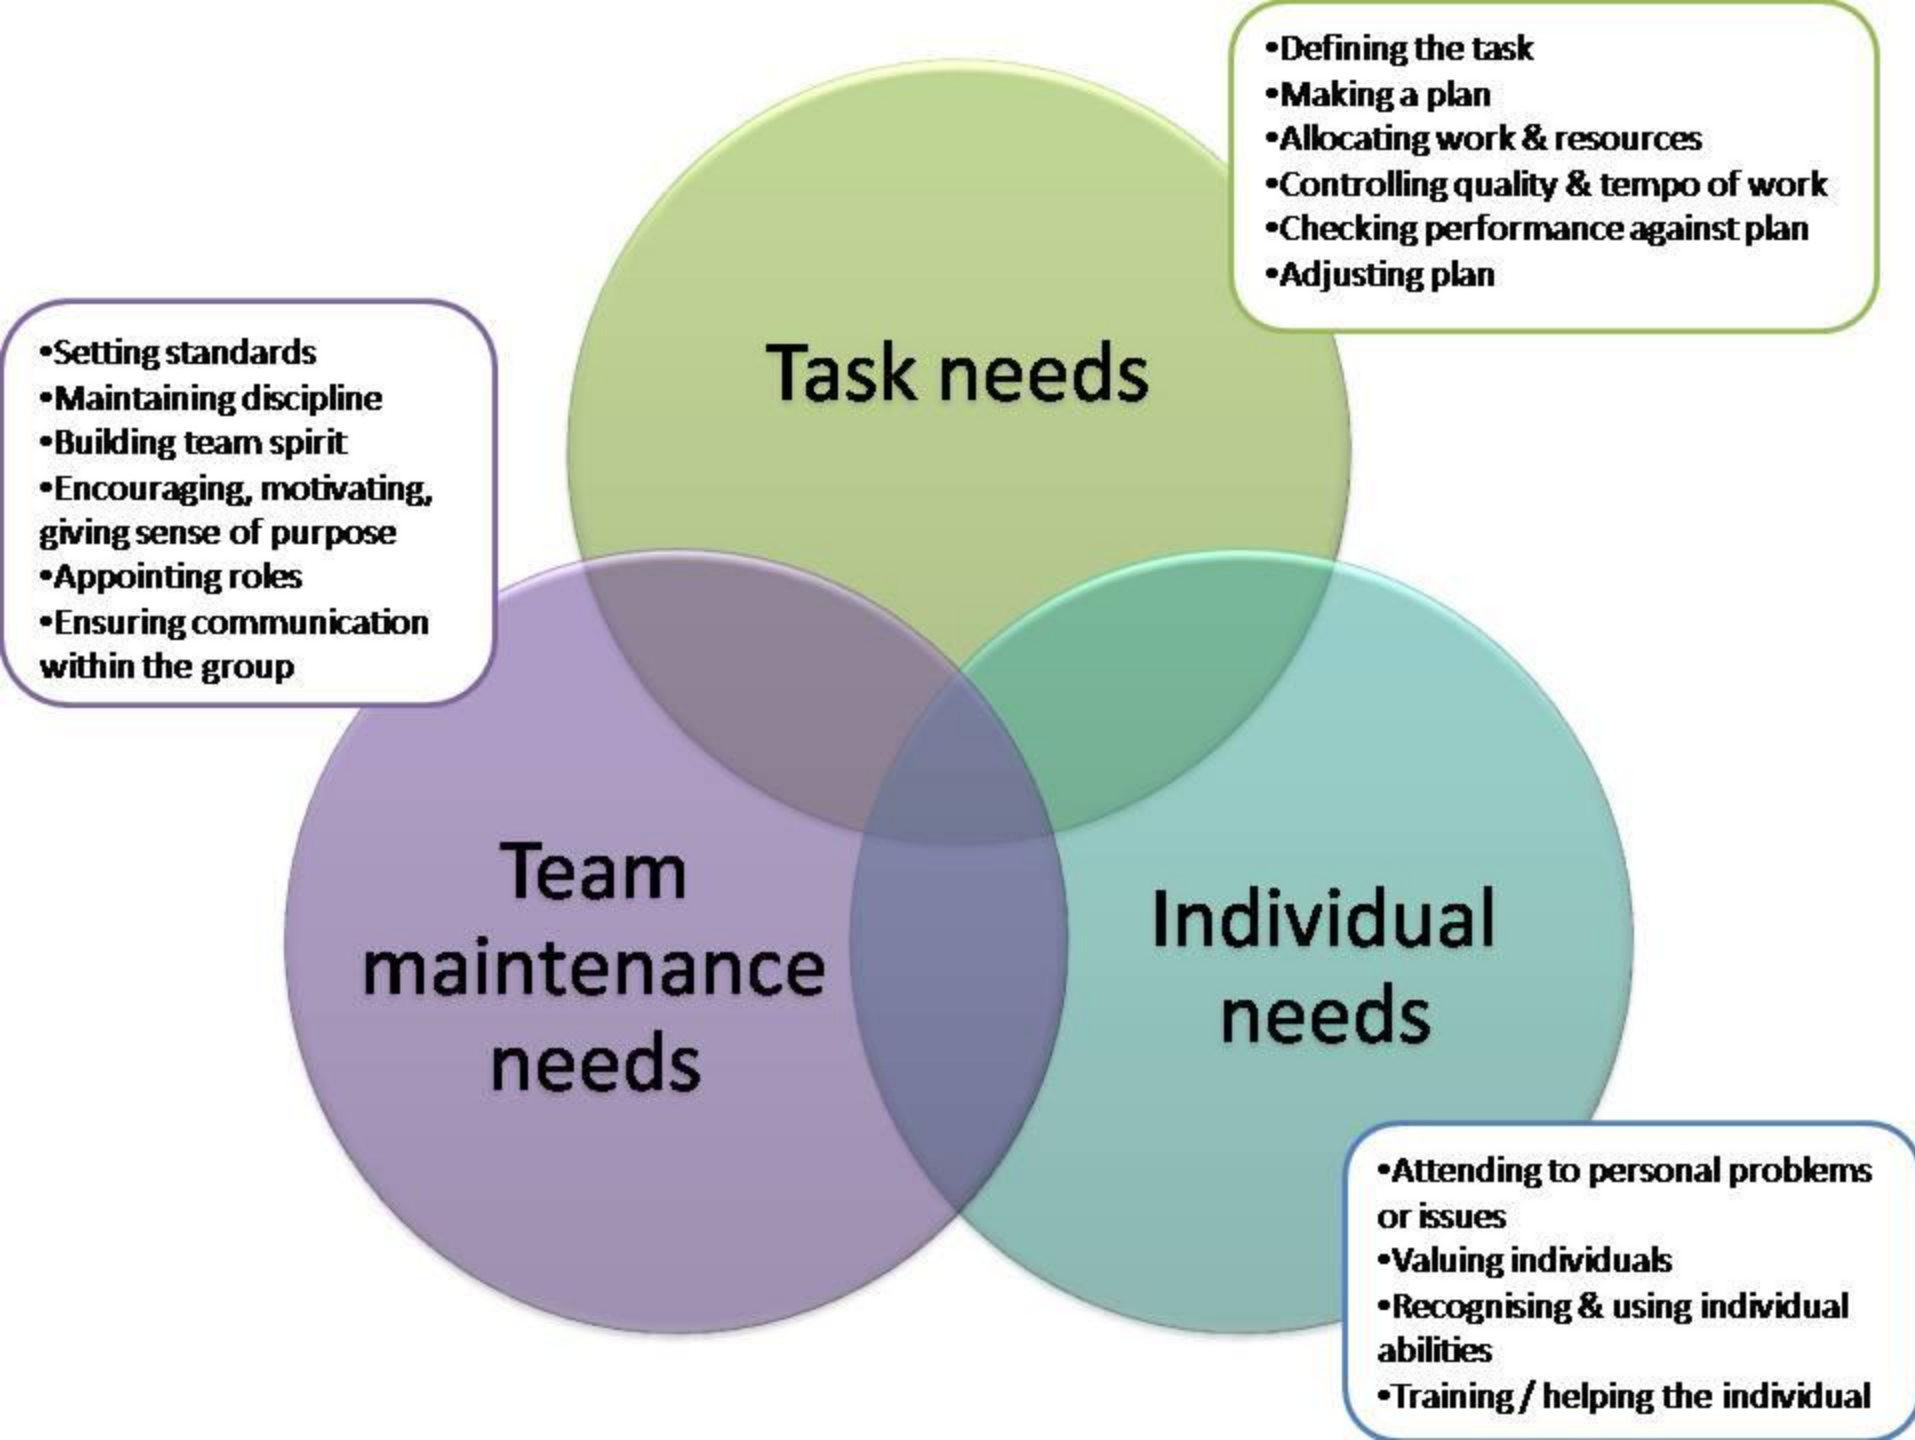 •Defining the task
•Making a plan
•Allocating work & resources
•Controlling quality & tempo of work
•Checking performance against plan
•Adjusting plan
Task needs
•Setting standards
•Maintaining discipline
•Building team spirit
•Encouraging, motivating,
giving sense of purpose
•Appointing roles
•Ensuring communication
within the group
Team
maintenance
needs
Individual
needs
•Attending to personal problems
or issues
•Valuing individuals
•Recognising & using individual
abilities
•Training / helping the individual